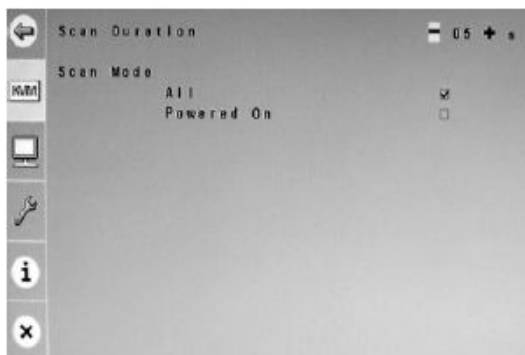 Scan Duration - 05 + s
Scan Mode
All
Powered On
KVM
i